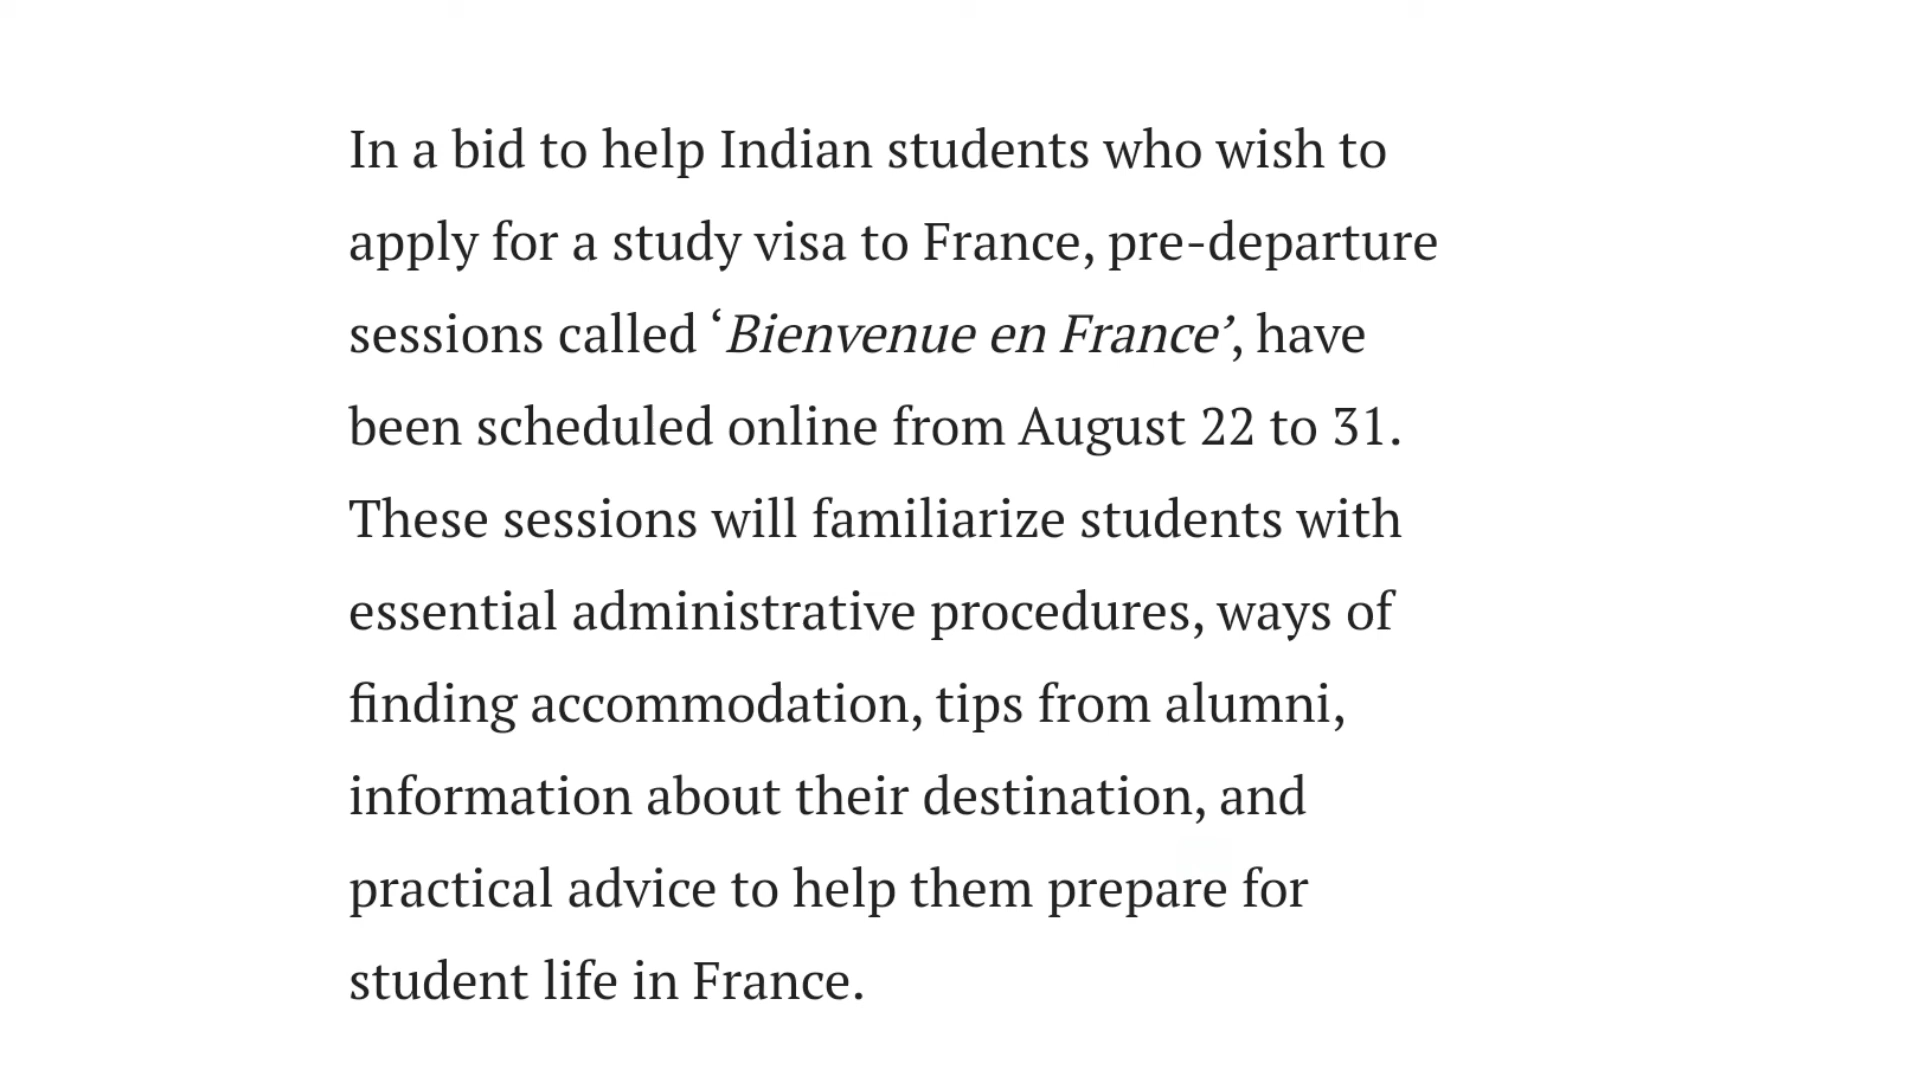 In a bid to help Indian students who wish to
apply for a study visa to France, pre-departure
sessions called ‘Bienvenue en France’, have
been scheduled online from August 22 to 31.
These sessions will familiarize students with
essential administrative procedures, ways of
finding accommodation, tips from alumni,
information about their destination, and
practical advice to help them prepare for
student life in France.